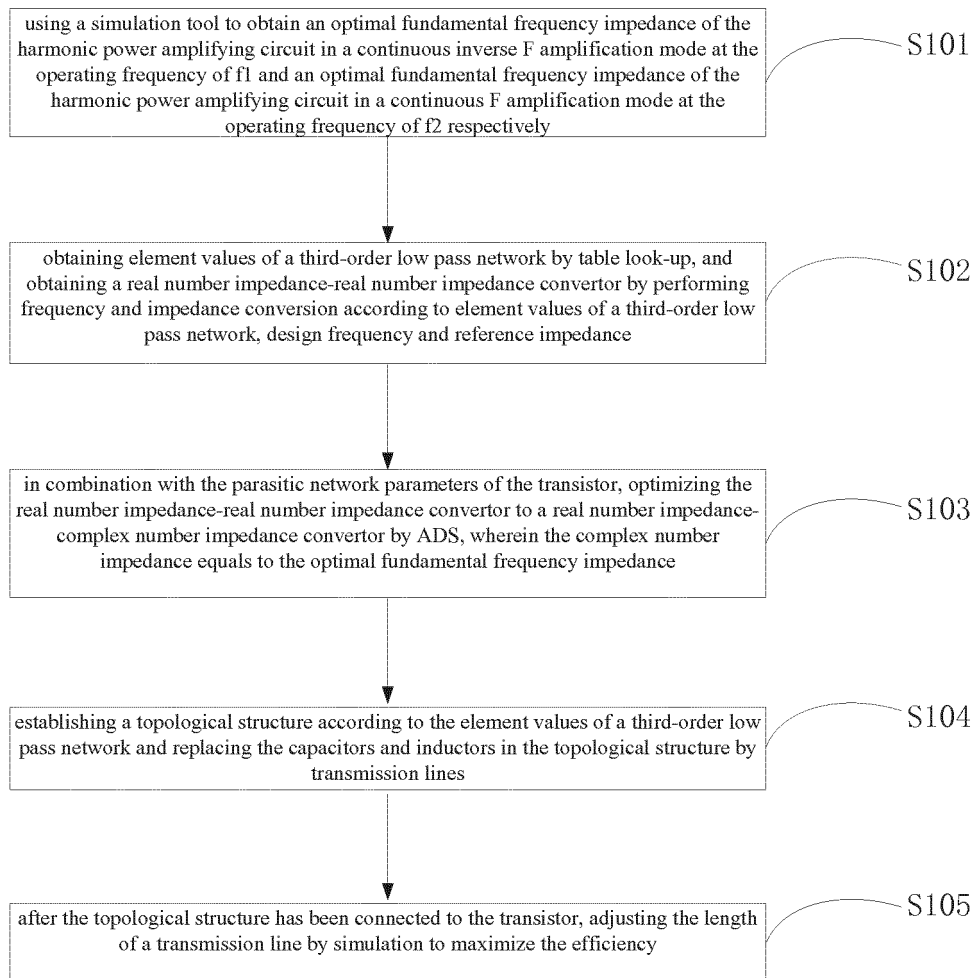 using a simulation tool to obtain an optimal fundamental frequency impedance of the
harmonic power amplifying circuit in a continuous inverse F amplification mode at the
operating frequency of f1 and an optimal fundamental frequency impedance of the
harmonic power amplifying circuit in a continuous F amplification mode at the
operating frequency of f2 respectively
S101
obtaining element values of a third-order low pass network by table look-up, and
obtaining a real number impedance-real number impedance convertor by performing
frequency and impedance conversion according to element values of a third-order low
pass network, design frequency and reference impedance
S102
in combination with the parasitic network parameters of the transistor, optimizing the
real number impedance-real number impedance convertor to a real number impedance-
complex number impedance convertor by ADS, wherein the complex number
impedance equals to the optimal fundamental frequency impedance
S103
establishing a topological structure according to the element values of a third-order low
pass network and replacing the capacitors and inductors in the topological structure by
transmission lines
S104
after the topological structure has been connected to the transistor, adjusting the length
of a transmission line by simulation to maximize the efficiency
S105